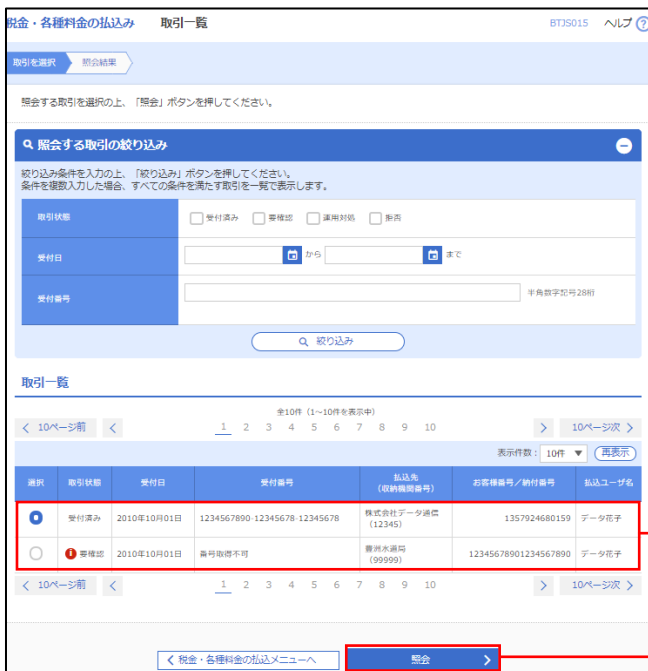 税金・各種料金の払込み 取引一覧 BTJS015 ヘルプ ?
取引を選択 照会結果
照会する取引を選択の上、「照会」ボタンを押してください。
照会する取引の絞り込み
絞り込み条件を入力の上、「絞り込み」ボタンを押してください。
条件を複数入力した場合、すべての条件を満たす取引を一覧で表示します。
取引状態 受付済み 要確認 運用対処 拒否
受付日 から まで
受付番号 半角数字記号28桁
絞り込み
取引一覧
全10件（1～10件を表示中）
< 10ページ前 < 1 2 3 4 5 6 7 8 9 10 > 10ページ次 >
表示件数： 10件 ▼ 再表示
選択 取引状態 受付日 受付番号 払込先 お客様番号／納付番号 払込ユーザ名
（収納機関番号）
受付済み 2010年10月01日 1234567890-12345678-12345678 株式会社データ通信 1357924680159 データ花子
（12345）
! 要確認 2010年10月01日 番号取得不可 豊洲水道局 12345678901234567890 データ花子
（99999）
< 10ページ前 < 1 2 3 4 5 6 7 8 9 10 > 10ページ次 >
< 税金・各種料金の払込メニューへ 照会 >